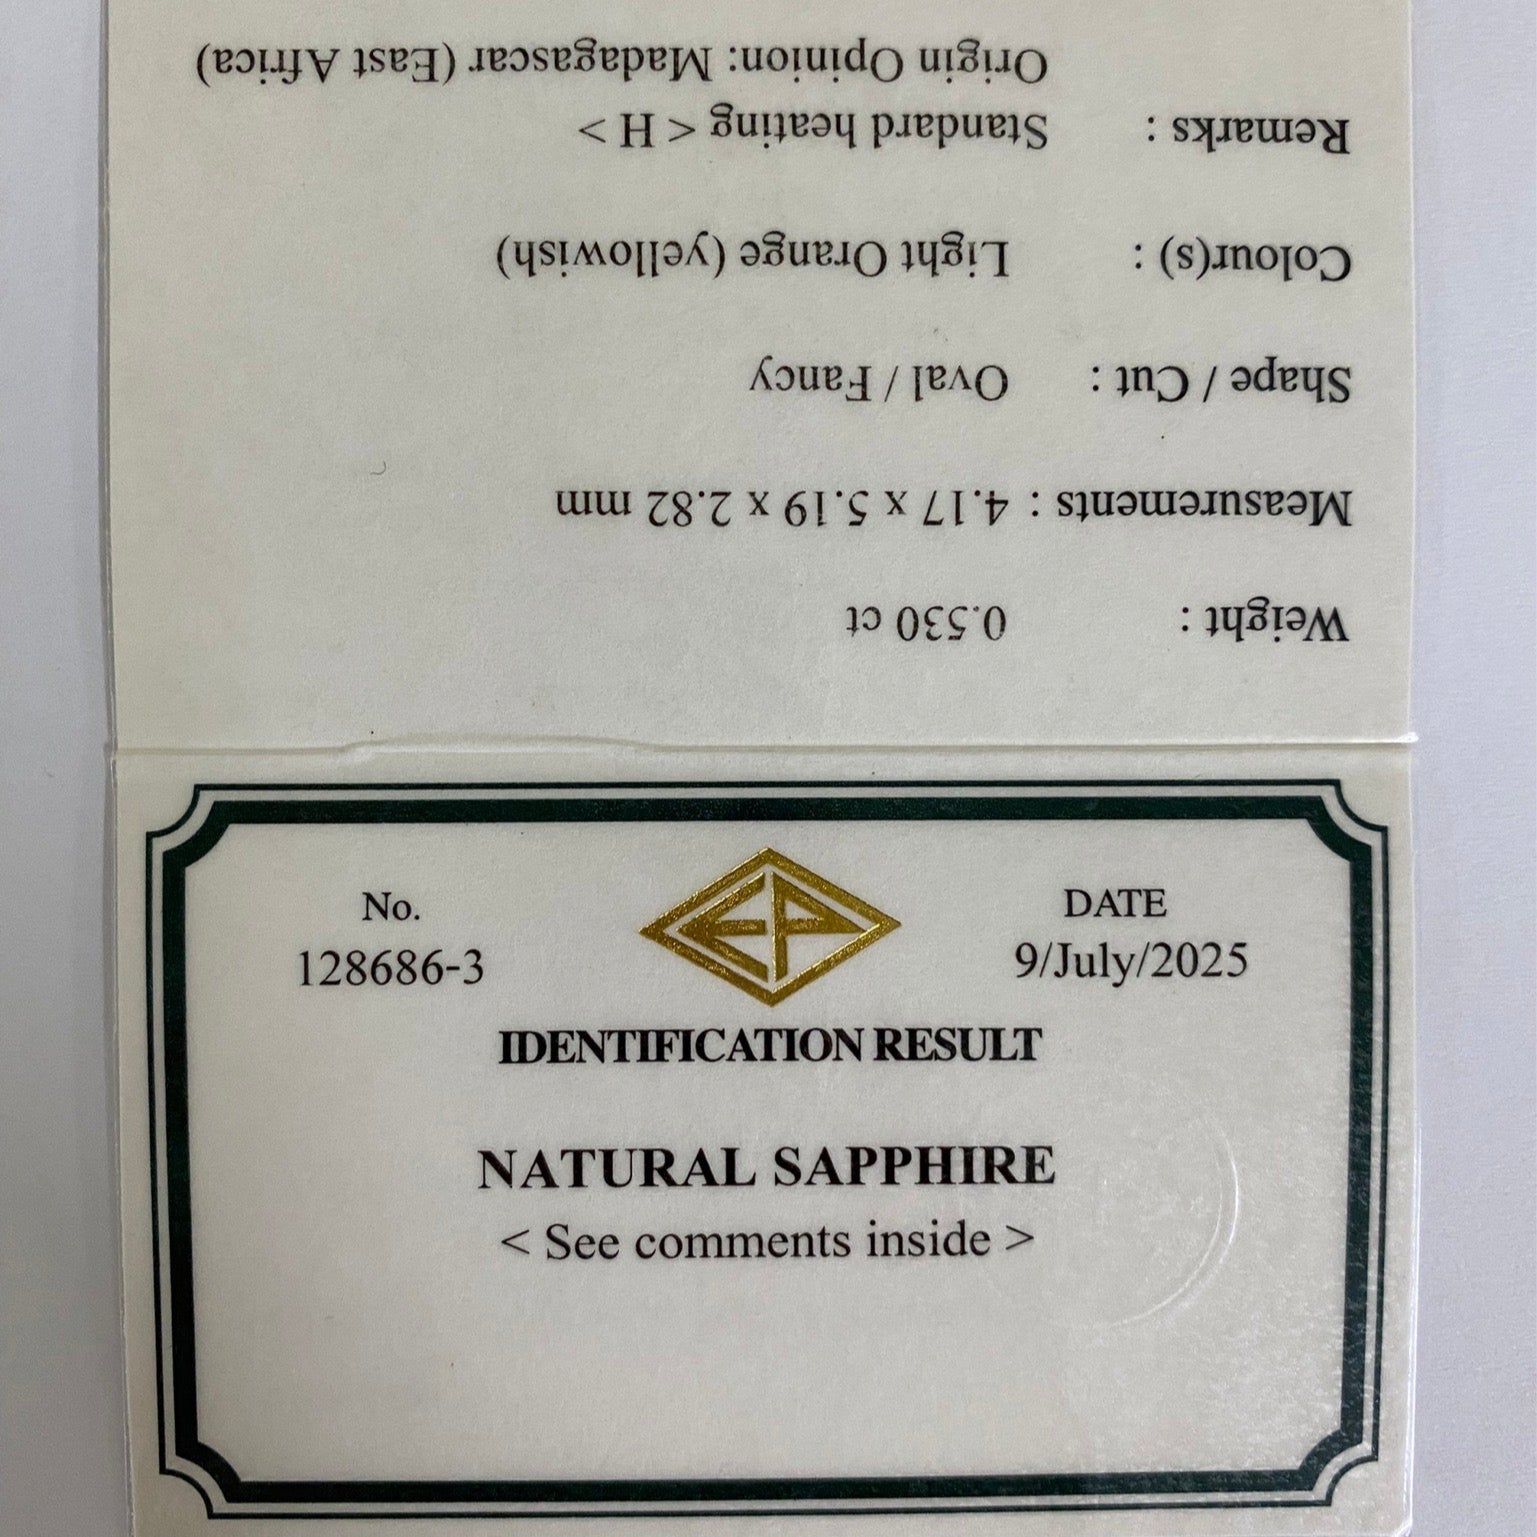 No.
128686-3
EP
DATE
9/July/2025
IDENTIFICATION RESULT
NATURAL SAPPHIRE
< See comments inside >
Weight : 0.530 ct
Measurements : 4.17 x 5.19 x 2.82 mm
Shape / Cut : Oval / Fancy
Colour(s) : Light Orange (yellowish)
Remarks : Standard heating < H >
Origin Opinion: Madagascar (East Africa)